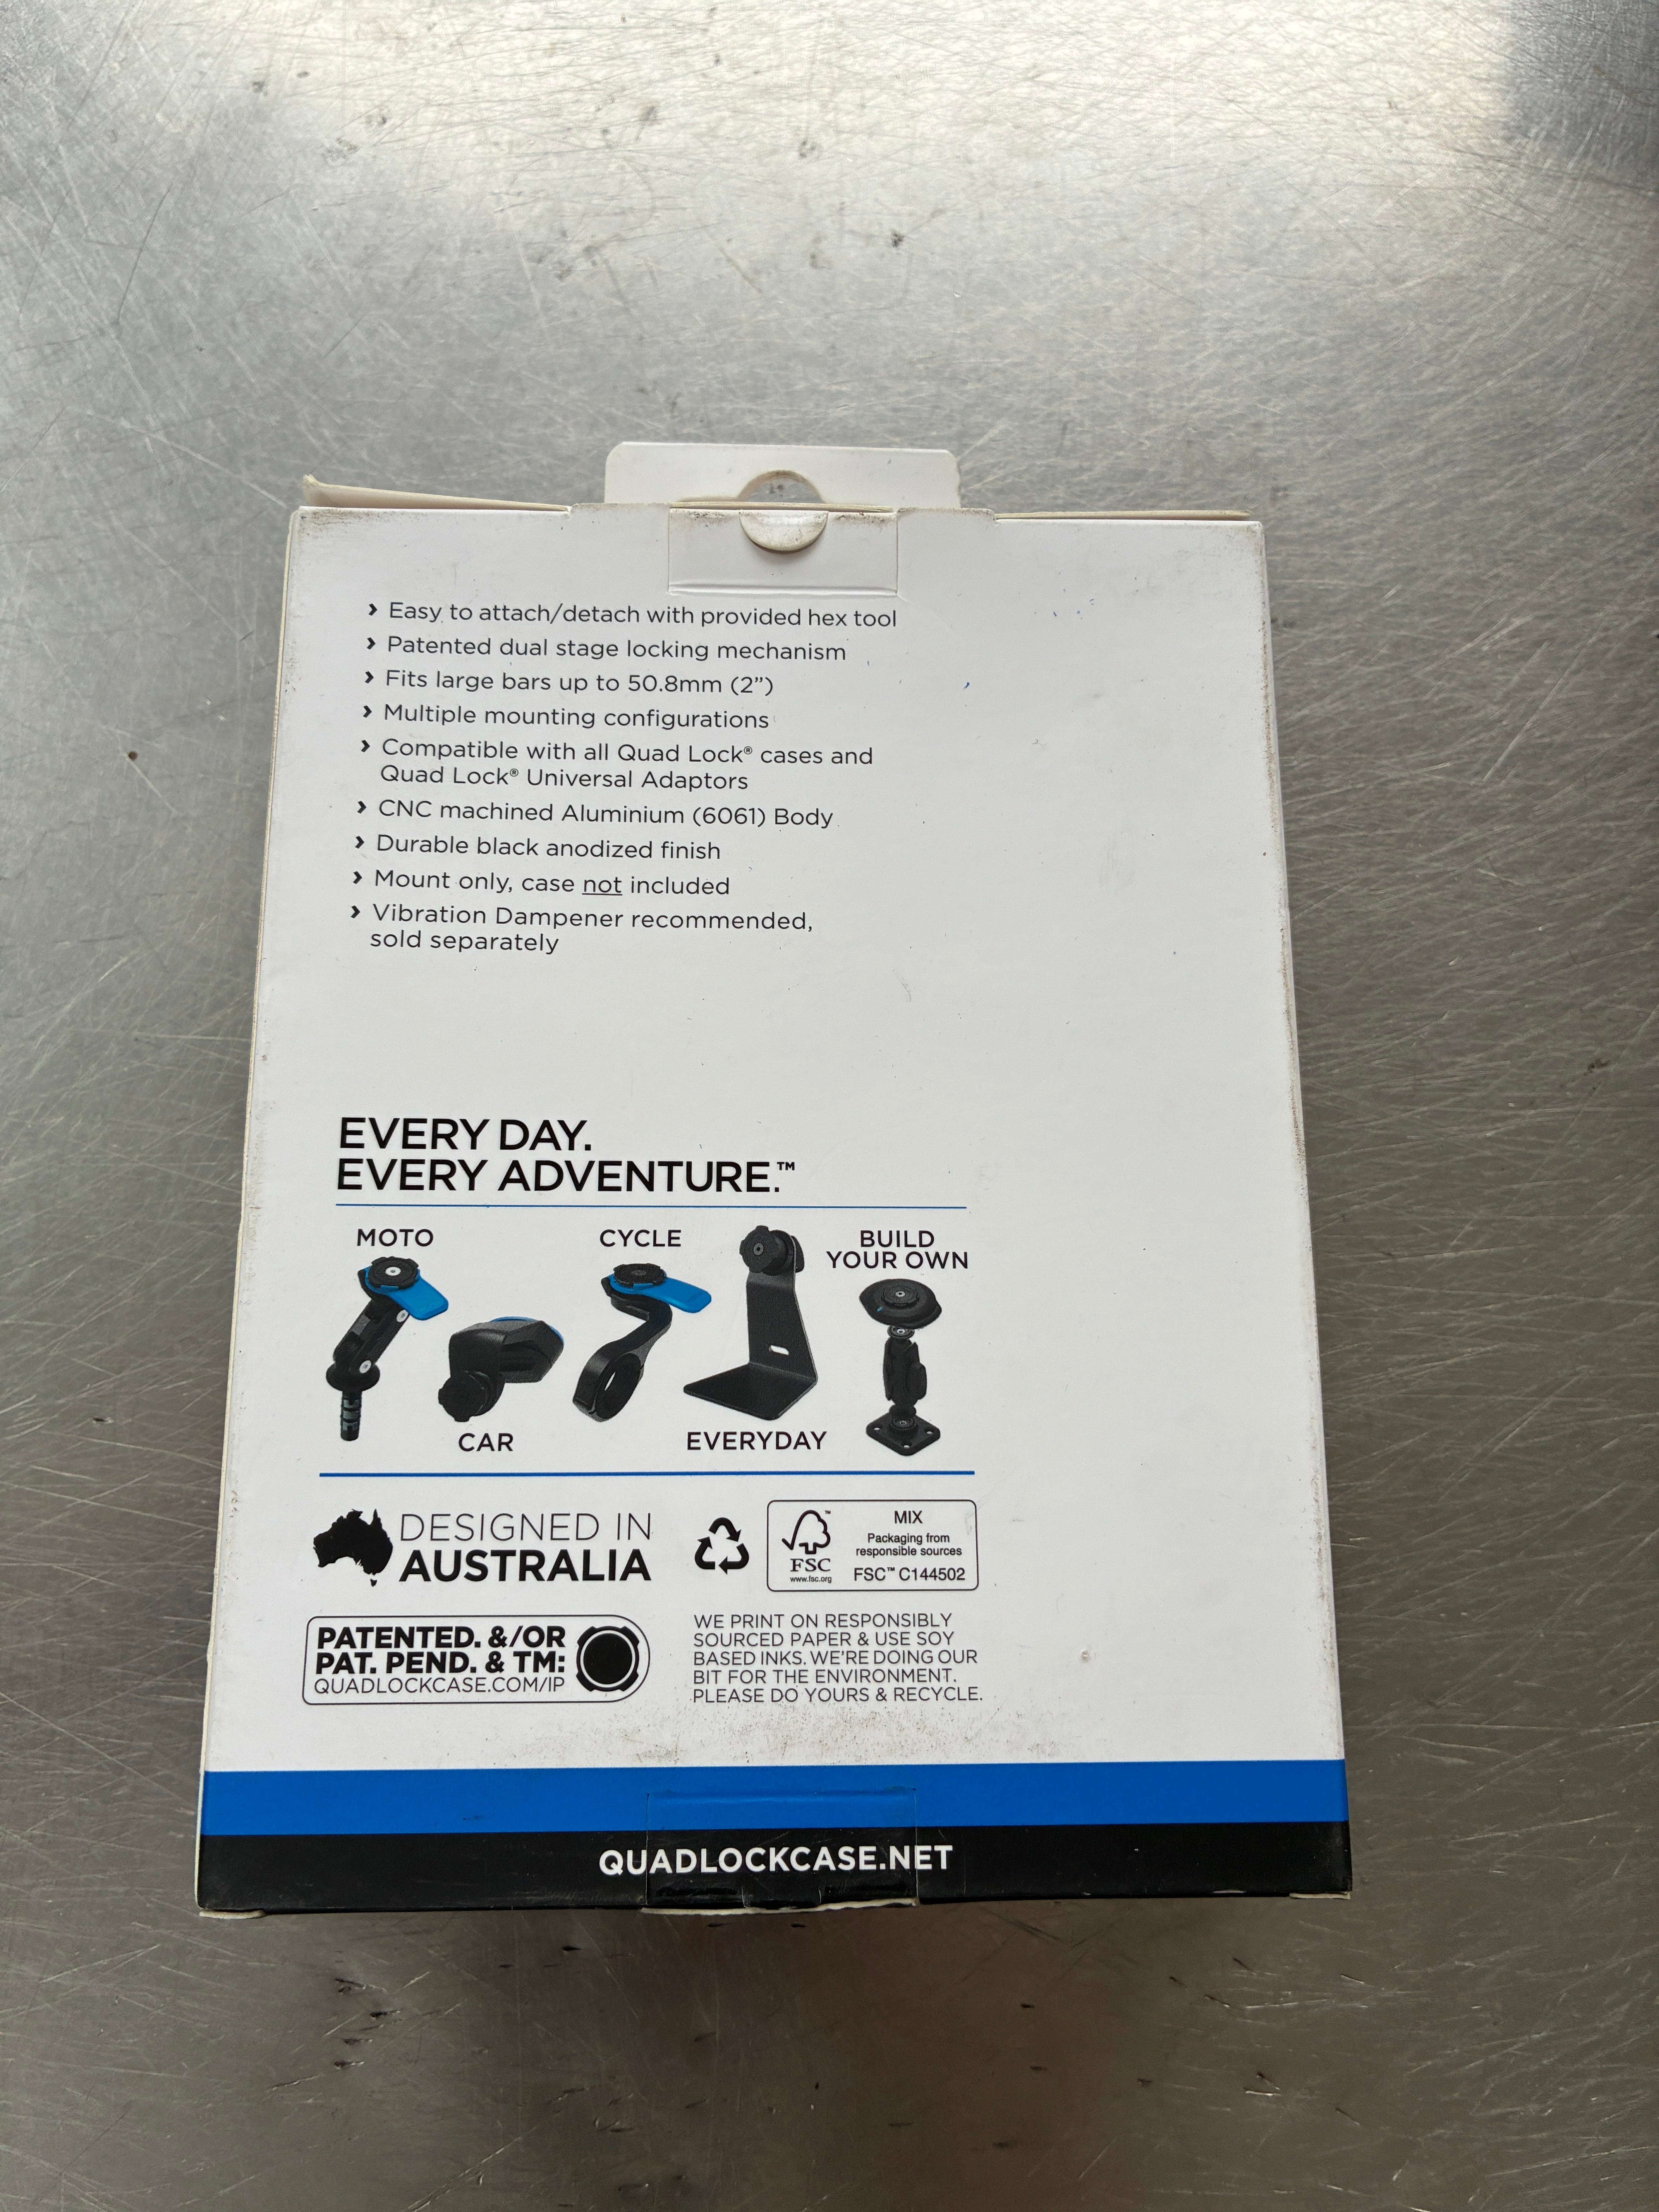 › Easy to attach/detach with provided hex tool
› Patented dual stage locking mechanism
› Fits large bars up to 50.8mm (2”)
› Multiple mounting configurations
› Compatible with all Quad Lock® cases and
Quad Lock® Universal Adaptors
› CNC machined Aluminium (6061) Body
› Durable black anodized finish
› Mount only, case not included
› Vibration Dampener recommended,
sold separately
EVERY DAY.
EVERY ADVENTURE.™
MOTO
CYCLE
BUILD
YOUR OWN
CAR
EVERYDAY
DESIGNED IN
AUSTRALIA
FSC
www.fsc.org
MIX
Packaging from
responsible sources
FSC™ C144502
PATENTED. &/OR
PAT. PEND. & TM:
QUADLOCKCASE.COM/IP
WE PRINT ON RESPONSIBLY
SOURCED PAPER & USE SOY
BASED INKS. WE'RE DOING OUR
BIT FOR THE ENVIRONMENT.
PLEASE DO YOURS & RECYCLE.
QUADLOCKCASE.NET